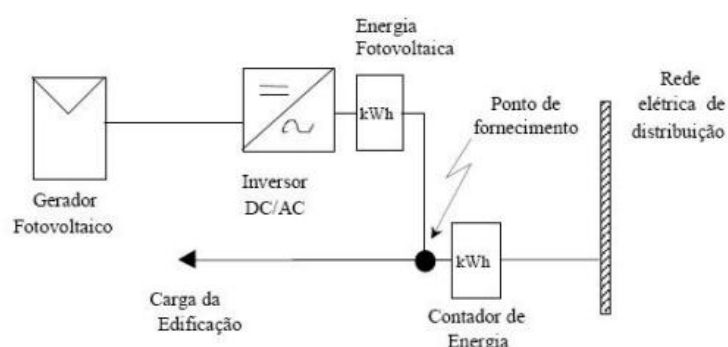 Energia
Fotovoltaica
kWh
Rede
elétrica de
distribuição
Ponto de
fornecimento
Gerador
Fotovoltaico
Inversor
DC/AC
kWh
Carga da
Edificação
Contador de
Energia